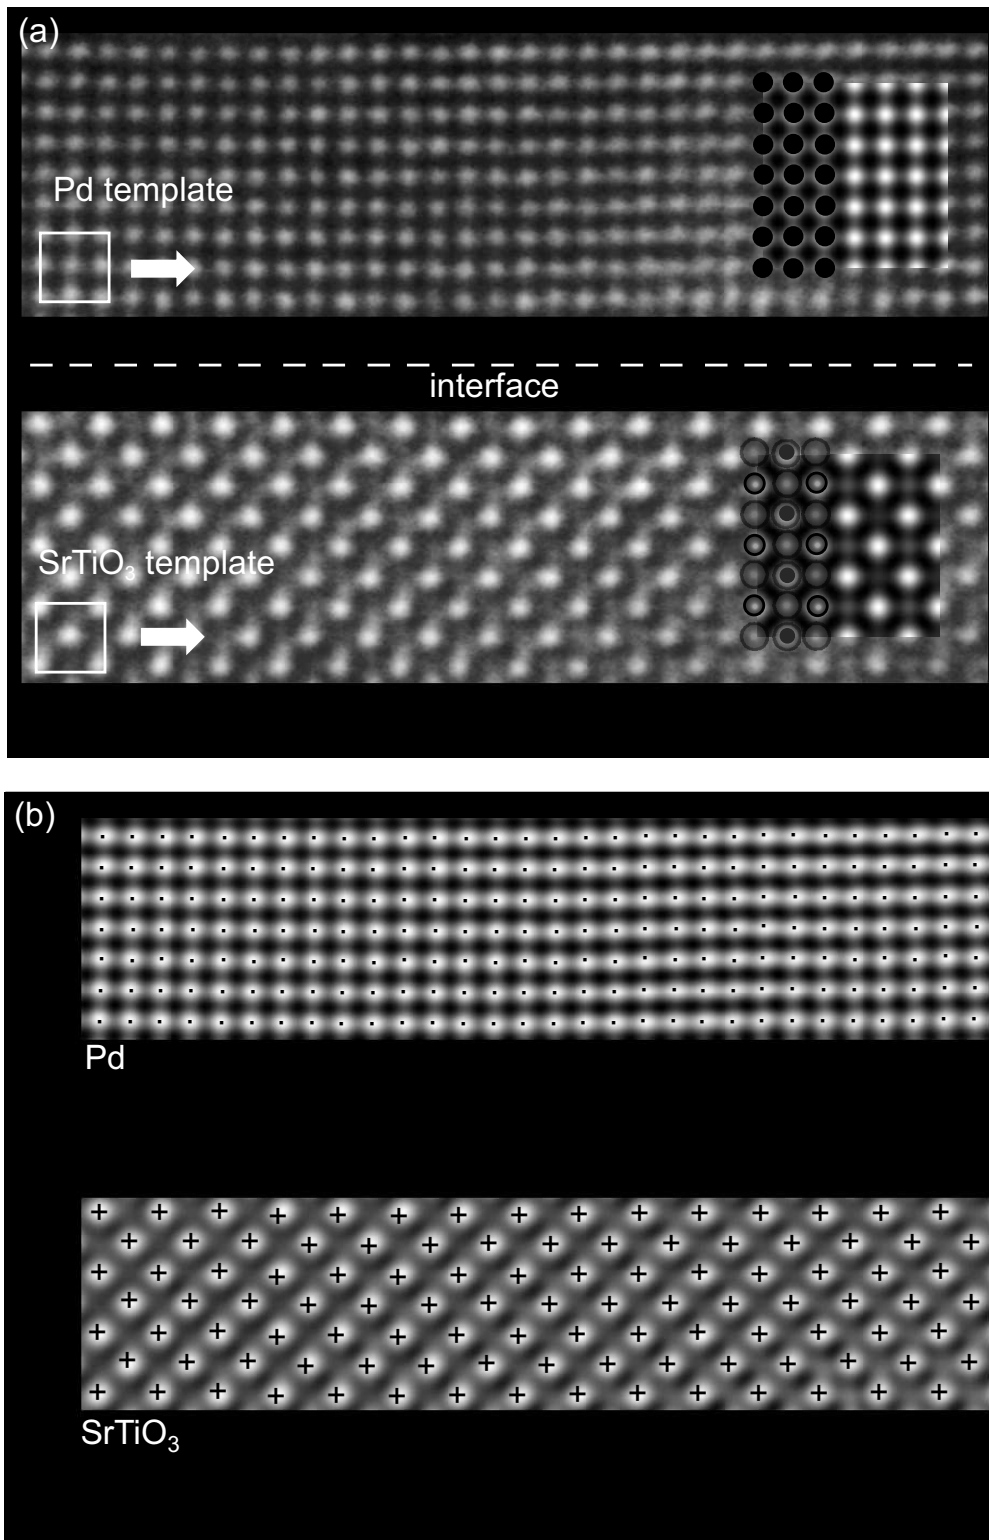 (a)
Pd template
interface
SrTiO₃ template
(b)
Pd
SrTiO₃